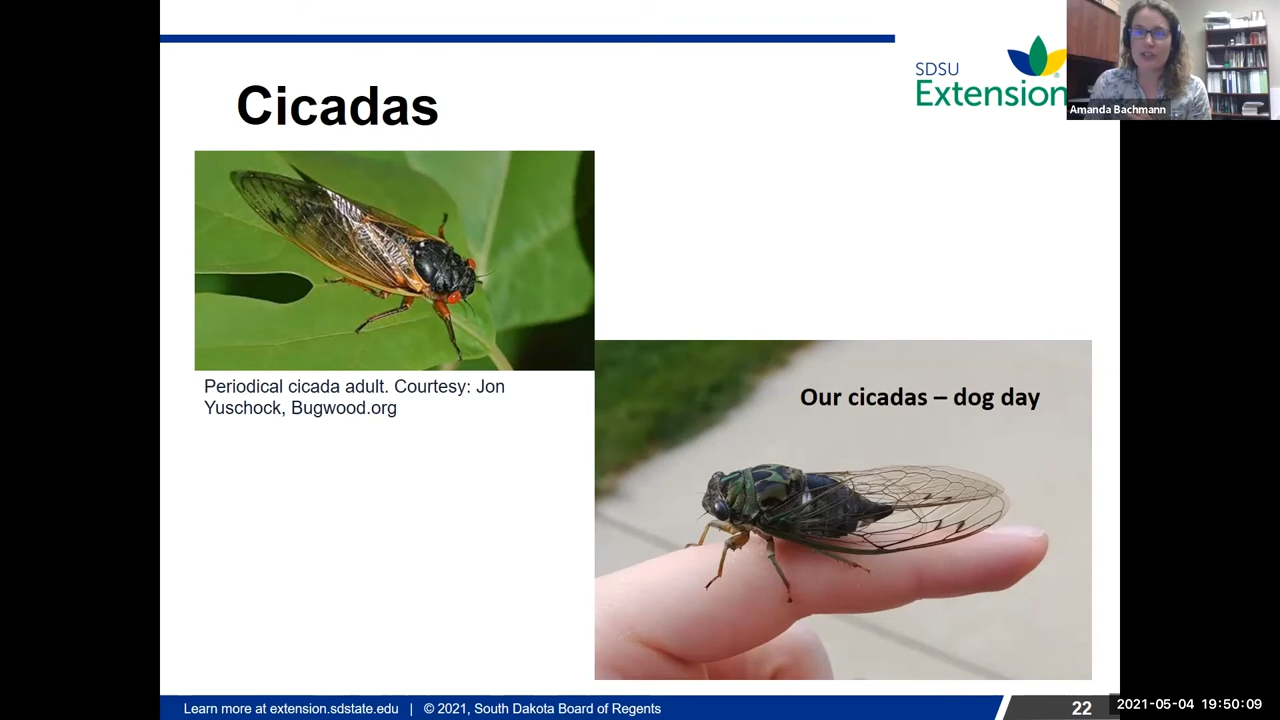 Cicadas
SDSU
Extension
Amanda Bachmann
Periodical cicada adult. Courtesy: Jon
Yuschock, Bugwood.org
Our cicadas – dog day
Learn more at extension.sdstate.edu | © 2021, South Dakota Board of Regents
22
2021-05-04 19:50:09